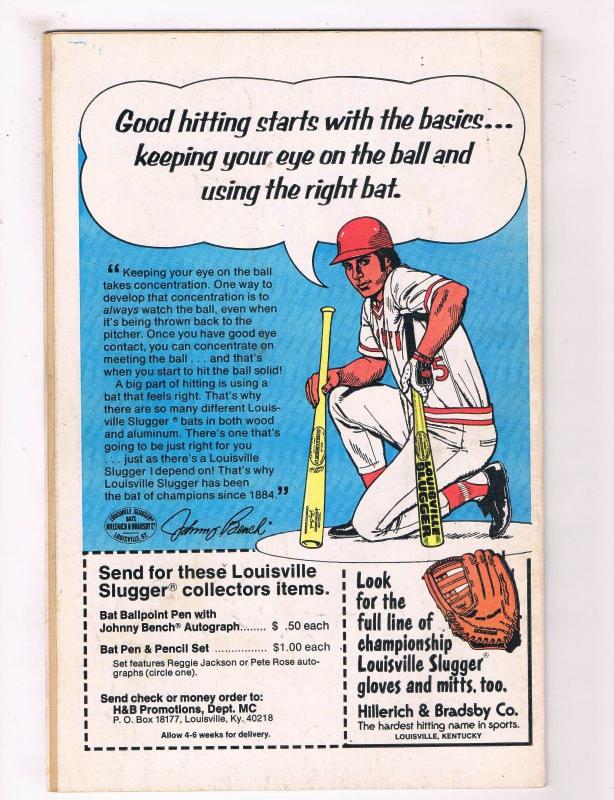 Good hitting starts with the basics...
keeping your eye on the ball and
using the right bat.
“ Keeping your eye on the ball
takes concentration. One way to
develop that concentration is to
always watch the ball, even when
it's being thrown back to the
pitcher. Once you have good eye
contact, you can concentrate on
meeting the ball . . . and that's
when you start to hit the ball solid!
A big part of hitting is using a
bat that feels right. That's why
there are so many different Louis-
ville Slugger® bats in both wood
and aluminum. There's one that's
going to be just right for you
. . . just as there's a Louisville
Slugger I depend on! That's why
Louisville Slugger has been
the bat of champions since 1884.”
LOUISVILLE SLUGGER
BATS
HILLERICH & BRADSBY Co
LOUISVILLE, KY.
Johnny Bench
5
LOUISVILLE
SLUGGER
Send for these Louisville
Slugger® collectors items.
Bat Ballpoint Pen with
Johnny Bench® Autograph........ $ .50 each
Bat Pen & Pencil Set ................ $1.00 each
Set features Reggie Jackson or Pete Rose auto-
graphs (circle one).
Send check or money order to:
H&B Promotions, Dept. MC
P. O. Box 18177, Louisville, Ky. 40218
Allow 4-6 weeks for delivery.
Look
for the
full line of
championship
Louisville Slugger®
gloves and mitts, too.
Hillerich & Bradsby Co.
The hardest hitting name in sports.
LOUISVILLE, KENTUCKY